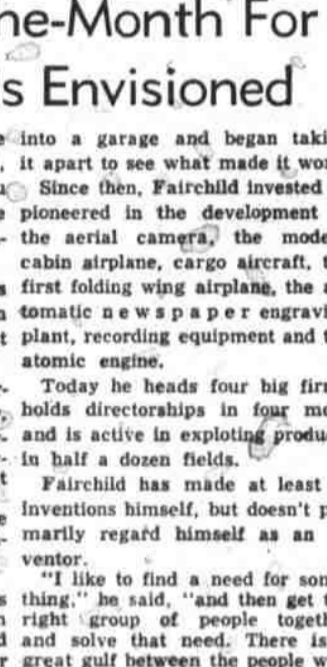 ne-Month For
s Envisioned
into a garage and began taki
it apart to see what made it wor
Since then, Fairchild invested
pioneered in the development
the aerial camera, the mode
cabin airplane, cargo aircraft, t
first folding wing airplane, the a
tomatic n e w s p a p e r engravi
plant, recording equipment and t
atomic engine.
Today he heads four big firm
holds directorships in four mo
and is active in exploting produc
in half a dozen fields.
Fairchild has made at least
inventions himself, but doesn't p
marily regard himself as an
ventor.
"I like to find a need for som
thing," he said, "and then get t
right group of people togeth
and solve that need. There is
great gulf between the people w